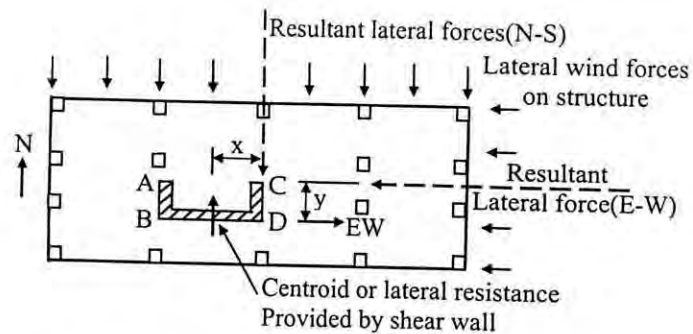 Resultant lateral forces(N-S)
Lateral wind forces
on structure
N
x
A
C
Resultant
y
Lateral force(E-W)
B
D
EW
Centroid or lateral resistance
Provided by shear wall